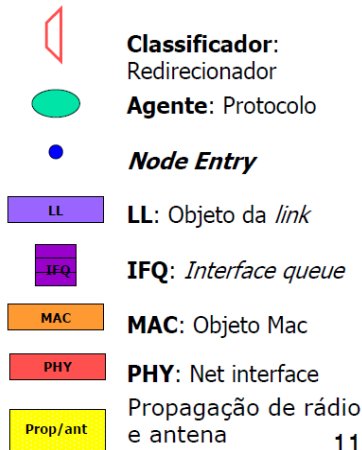 Classificador:
Redirecionador
Agente: Protocolo
Node Entry
LL LL: Objeto da link
IFQ IFQ: Interface queue
MAC MAC: Objeto Mac
PHY PHY: Net interface
Propagação de rádio
Prop/ant e antena 11